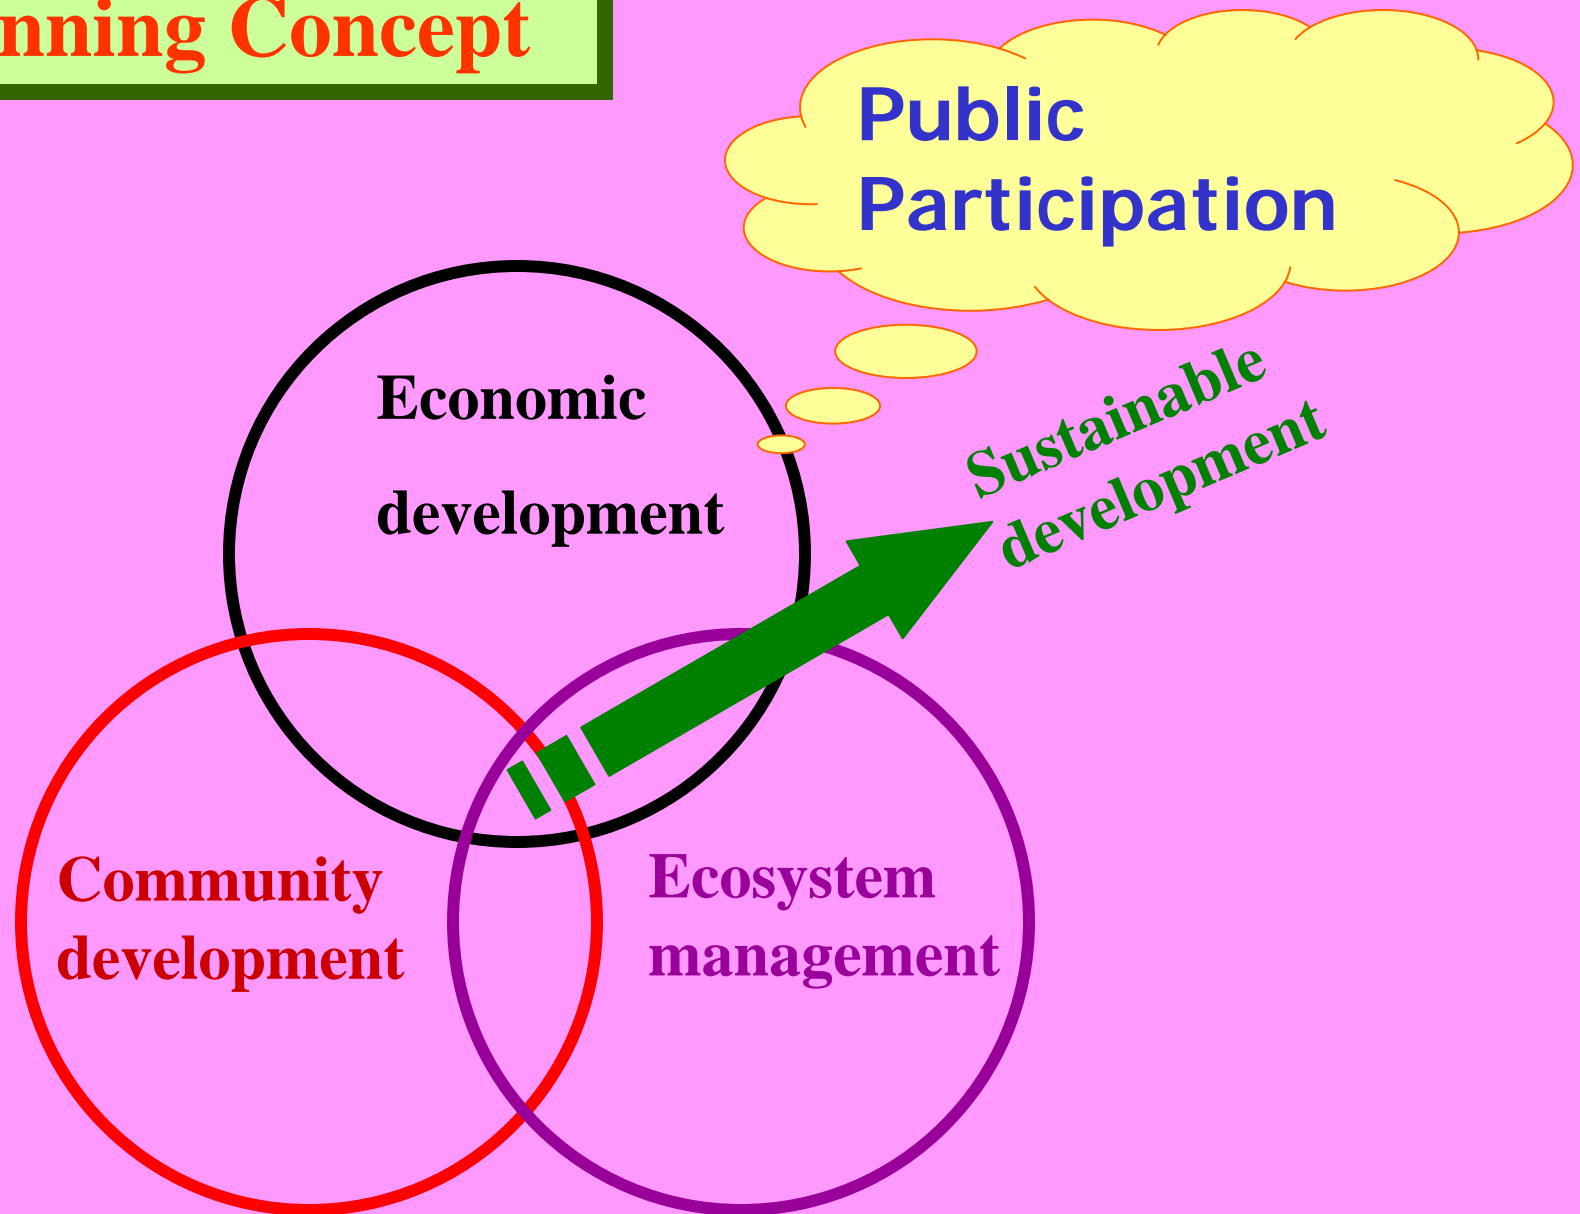 nning Concept
Public
Participation
Economic
development
Sustainable
development
Community
development
Ecosystem
management